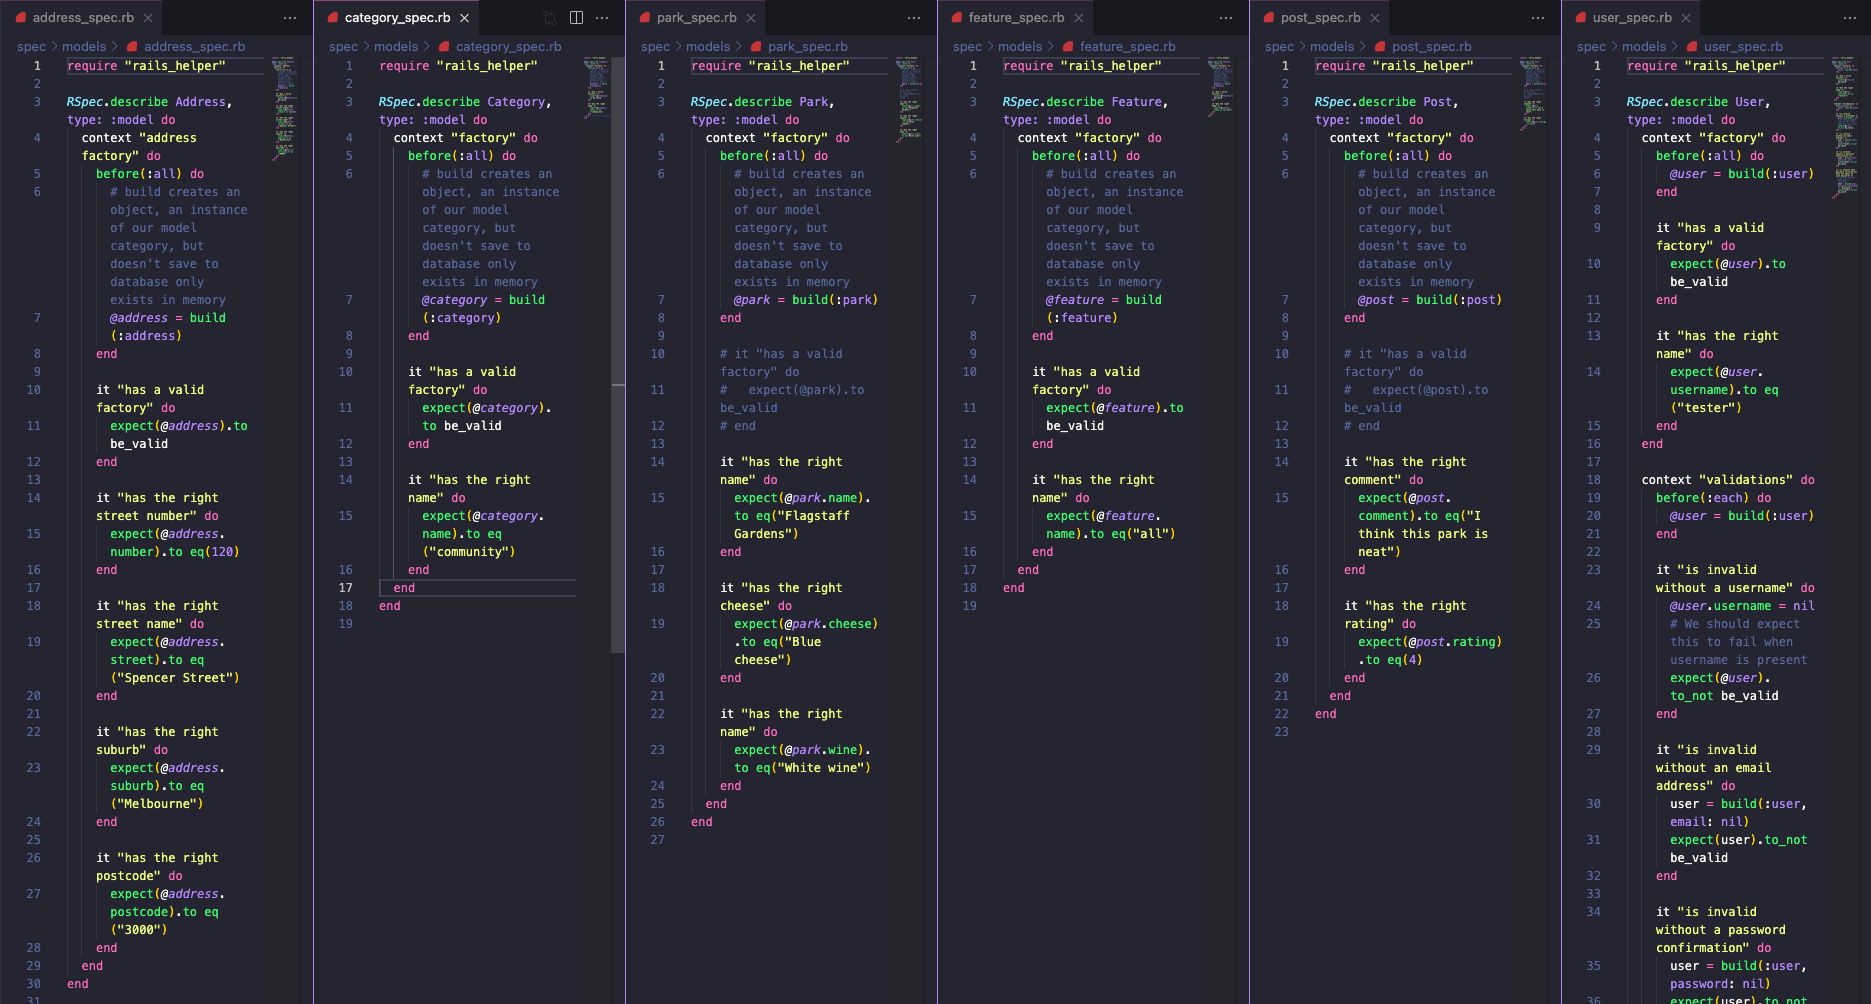 address_spec.rb
spec > models > address_spec.rb
1 require "rails_helper"
2
3 RSpec.describe Address,
type: :model do
4 context "address
factory" do
5 before(:all) do
6 # build creates an
object, an instance
of our model
category, but
doesn't save to
database only
exists in memory
7 @address = build
(:address)
8 end
9
10 it "has a valid
factory" do
11 expect(@address).to
be_valid
12 end
13
14 it "has the right
street number" do
15 expect(@address.
number).to eq(120)
16 end
17
18 it "has the right
street name" do
19 expect(@address.
street).to eq
("Spencer Street")
20 end
21
22 it "has the right
suburb" do
23 expect(@address.
suburb).to eq
("Melbourne")
24 end
25
26 it "has the right
postcode" do
27 expect(@address.
postcode).to eq
("3000")
28 end
29 end
30 end
31
category_spec.rb
spec > models > category_spec.rb
1 require "rails_helper"
2
3 RSpec.describe Category,
type: :model do
4 context "factory" do
5 before(:all) do
6 # build creates an
object, an instance
of our model
category, but
doesn't save to
database only
exists in memory
7 @category = build
(:category)
8 end
9
10 it "has a valid
factory" do
11 expect(@category).
to be_valid
12 end
13
14 it "has the right
name" do
15 expect(@category.
name).to eq
("community")
16 end
17 end
18 end
19
park_spec.rb
spec > models > park_spec.rb
1 require "rails_helper"
2
3 RSpec.describe Park,
type: :model do
4 context "factory" do
5 before(:all) do
6 # build creates an
object, an instance
of our model
category, but
doesn't save to
database only
exists in memory
7 @park = build(:park)
8 end
9
10 # it "has a valid
factory" do
11 #   expect(@park).to
be_valid
12 # end
13
14 it "has the right
name" do
15 expect(@park.name).
to eq("Flagstaff
Gardens")
16 end
17
18 it "has the right
cheese" do
19 expect(@park.cheese)
.to eq("Blue
cheese")
20 end
21
22 it "has the right
name" do
23 expect(@park.wine).
to eq("White wine")
24 end
25 end
26 end
27
feature_spec.rb
spec > models > feature_spec.rb
1 require "rails_helper"
2
3 RSpec.describe Feature,
type: :model do
4 context "factory" do
5 before(:all) do
6 # build creates an
object, an instance
of our model
category, but
doesn't save to
database only
exists in memory
7 @feature = build
(:feature)
8 end
9
10 it "has a valid
factory" do
11 expect(@feature).to
be_valid
12 end
13
14 it "has the right
name" do
15 expect(@feature.
name).to eq("all")
16 end
17 end
18 end
19
post_spec.rb
spec > models > post_spec.rb
1 require "rails_helper"
2
3 RSpec.describe Post,
type: :model do
4 context "factory" do
5 before(:all) do
6 # build creates an
object, an instance
of our model
category, but
doesn't save to
database only
exists in memory
7 @post = build(:post)
8 end
9
10 # it "has a valid
factory" do
11 #   expect(@post).to
be_valid
12 # end
13
14 it "has the right
comment" do
15 expect(@post.
comment).to eq("I
think this park is
neat")
16 end
17
18 it "has the right
rating" do
19 expect(@post.rating)
.to eq(4)
20 end
21 end
22 end
23
user_spec.rb
spec > models > user_spec.rb
1 require "rails_helper"
2
3 RSpec.describe User,
type: :model do
4 context "factory" do
5 before(:all) do
6 @user = build(:user)
7 end
8
9 it "has a valid
factory" do
10 expect(@user).to
be_valid
11 end
12
13 it "has the right
name" do
14 expect(@user.
username).to eq
("tester")
15 end
16 end
17
18 context "validations" do
19 before(:each) do
20 @user = build(:user)
21 end
22
23 it "is invalid
without a username" do
24 @user.username = nil
25 # We should expect
this to fail when
username is present
26 expect(@user).
to_not be_valid
27 end
28
29 it "is invalid
without an email
address" do
30 user = build(:user,
email: nil)
31 expect(user).to_not
be_valid
32 end
33
34 it "is invalid
without a password
confirmation" do
35 user = build(:user,
password: nil)
36 expect(user).to_not